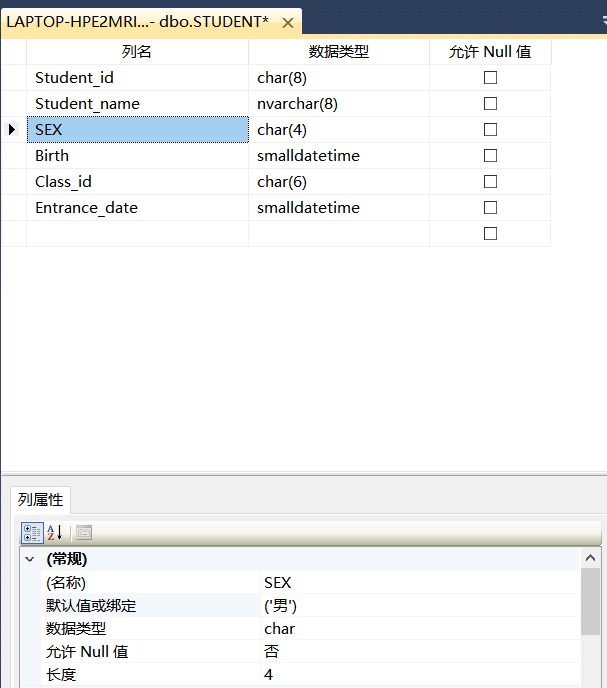 LAPTOP-HPE2MRI...- dbo.STUDENT*
列名 数据类型 允许 Null 值
Student_id char(8)
Student_name nvarchar(8)
SEX char(4)
Birth smalldatetime
Class_id char(6)
Entrance_date smalldatetime
列属性
(常规)
(名称) SEX
默认值或绑定 ('男')
数据类型 char
允许 Null 值 否
长度 4